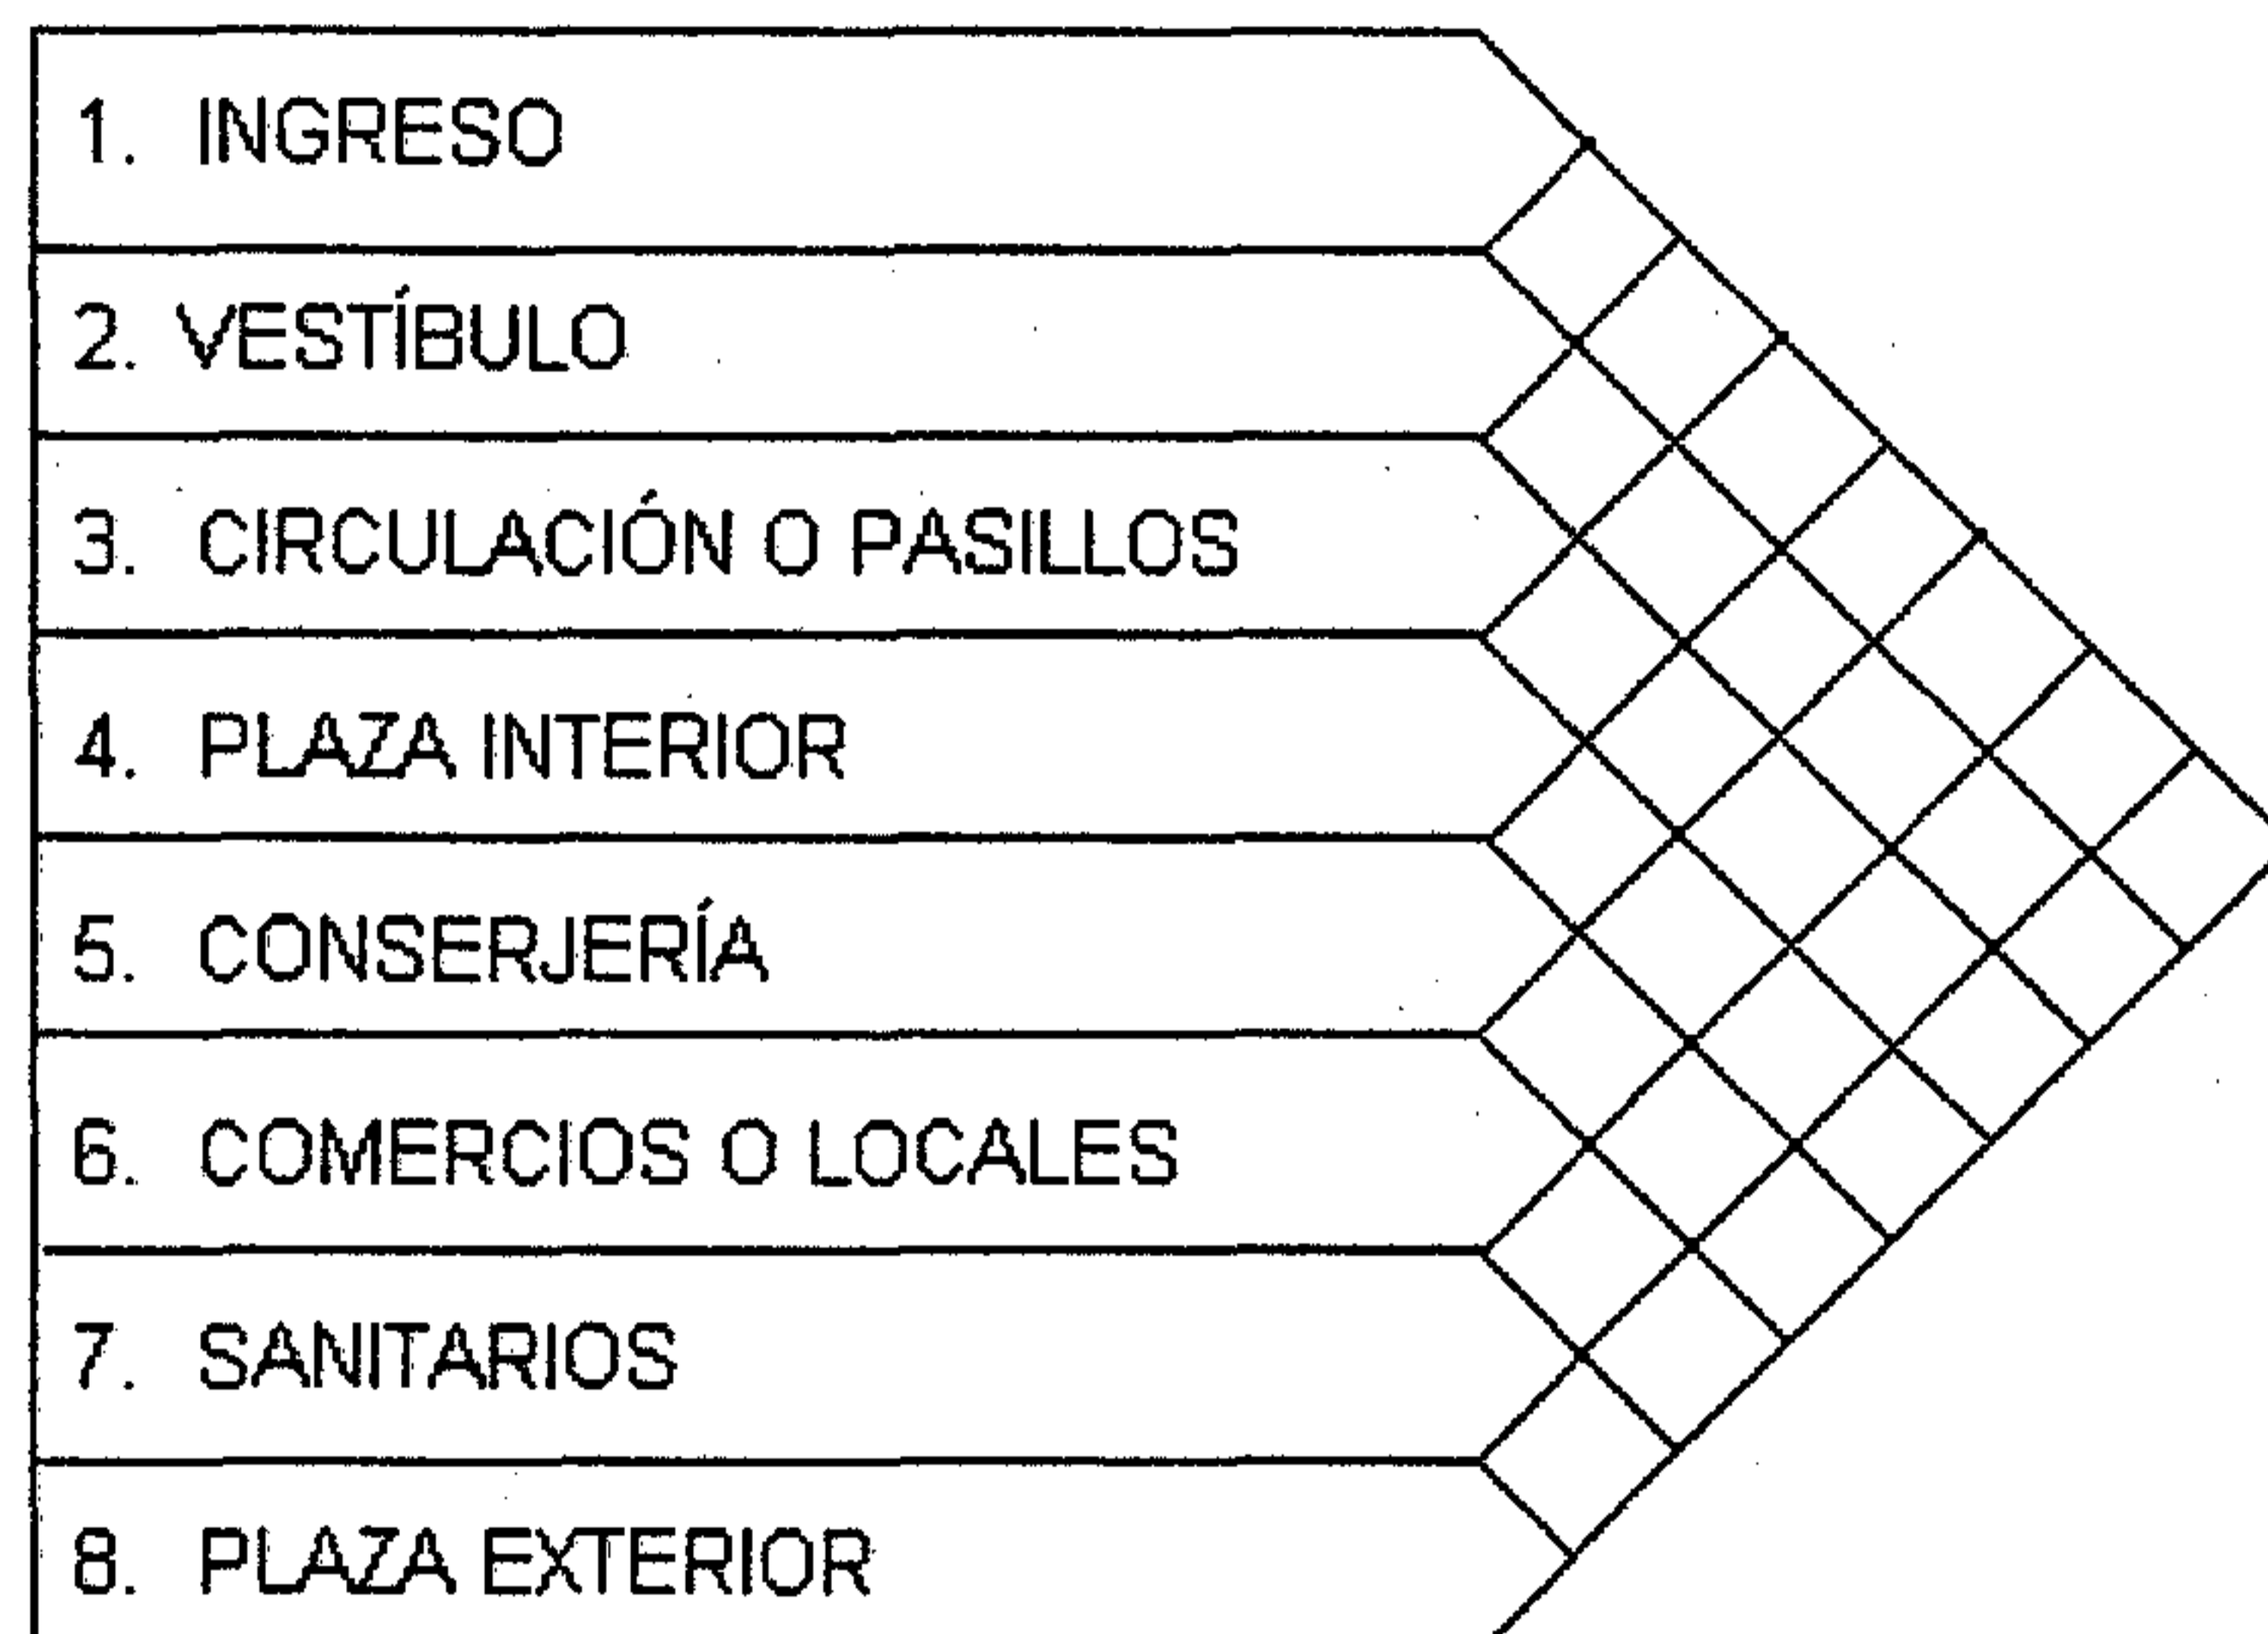 1. INGRESO
2. VESTÍBULO
3. CIRCULACIÓN O PASILLOS
4. PLAZA INTERIOR
5. CONSERJERÍA
6. COMERCIOS O LOCALES
7. SANITARIOS
8. PLAZA EXTERIOR